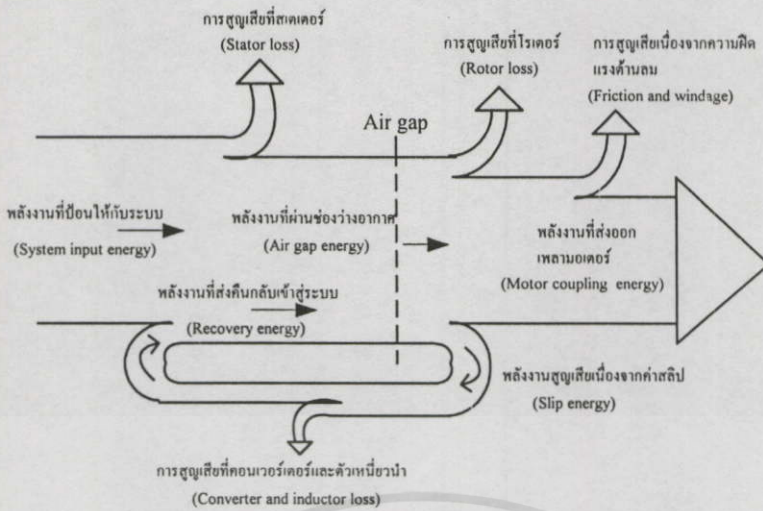 การสูญเสียที่สเตเตอร์
(Stator loss)
การสูญเสียที่โรเตอร์
(Rotor loss)
การสูญเสียเนื่องจากความฝืด
แรงต้านลม
(Friction and windage)
Air gap
พลังงานที่ป้อนให้กับระบบ
(System input energy)
พลังงานที่ผ่านช่องว่างอากาศ
(Air gap energy)
พลังงานที่ส่งออก
เพลามอเตอร์
(Motor coupling energy)
พลังงานที่ส่งคืนกลับเข้าสู่ระบบ
(Recovery energy)
พลังงานสูญเสียเนื่องจากค่าสลิป
(Slip energy)
การสูญเสียที่คอนเวอร์เตอร์และตัวเหนี่ยวนำ
(Converter and inductor loss)